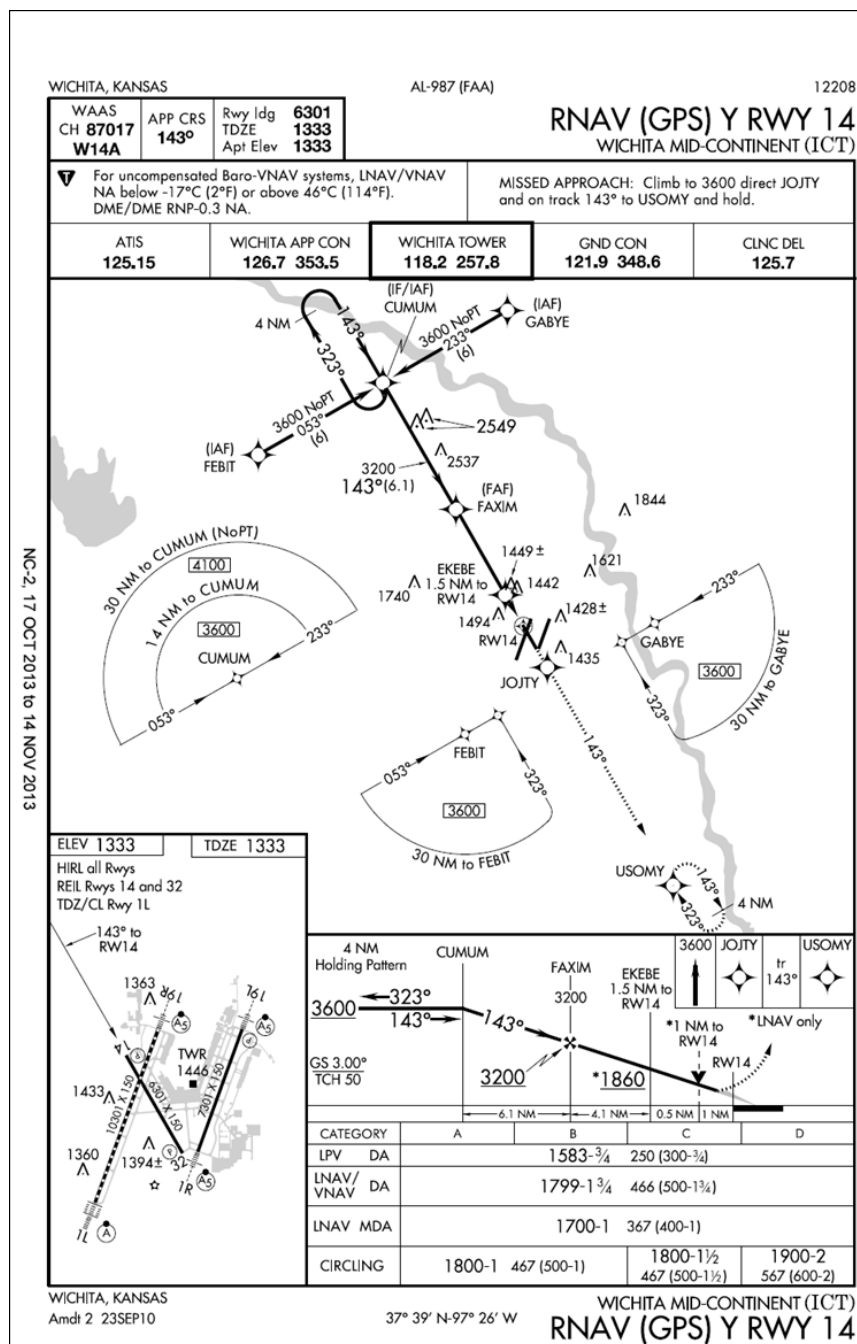 WICHITA, KANSAS
AL-987 (FAA)
12208
WAAS
CH 87017
W14A
APP CRS
143°
Rwy ldg 6301
TDZE 1333
Apt Elev 1333
RNAV (GPS) Y RWY 14
WICHITA MID-CONTINENT (ICT)
T
For uncompensated Baro-VNAV systems, LNAV/VNAV
NA below -17°C (2°F) or above 46°C (114°F).
DME/DME RNP-0.3 NA.
MISSED APPROACH: Climb to 3600 direct JOJTY
and on track 143° to USOMY and hold.
ATIS
125.15
WICHITA APP CON
126.7 353.5
WICHITA TOWER
118.2 257.8
GND CON
121.9 348.6
CLNC DEL
125.7
(IF/IAF)
CUMUM
(IAF)
GABYE
4 NM
143°
323°
3600 NoPT
233°
(6)
3600 NoPT
053°
(6)
(IAF)
FEBIT
2549
2537
3200
143°(6.1)
(FAF)
FAXIM
1844
30 NM to CUMUM (NoPT)
4100
14 NM to CUMUM
3600
CUMUM
233°
053°
1449±
EKEBE
1.5 NM to
RW14
1442
1621
1740
1494
1428±
RW14
1435
JOJTY
233°
GABYE
3600
323°
30 NM to GABYE
053°
FEBIT
323°
3600
30 NM to FEBIT
143°
USOMY
143°
323°
4 NM
NC-2, 17 OCT 2013 to 14 NOV 2013
ELEV 1333
TDZE 1333
HIRL all Rwys
REIL Rwys 14 and 32
TDZ/CL Rwy 1L
143° to
RW14
1363
19R
19L
A5
A5
14
P
P
TWR
1446
1433
10301 X 150
6301 X 150
7301 X 150
1360
1394±
P
32
1R
A5
1L
A
4 NM
Holding Pattern
CUMUM
FAXIM
3200
EKEBE
1.5 NM to
RW14
3600
JOJTY
tr
143°
USOMY
3600
323°
143°
143°
*1 NM to
RW14
*LNAV only
RW14
GS 3.00°
TCH 50
3200
*1860
6.1 NM
4.1 NM
0.5 NM
1 NM
CATEGORY A B C D
LPV DA 1583-¾ 250 (300-¾)
LNAV/
VNAV DA 1799-1¾ 466 (500-1¾)
LNAV MDA 1700-1 367 (400-1)
CIRCLING 1800-1 467 (500-1)
1800-1½
467 (500-1½)
1900-2
567 (600-2)
WICHITA, KANSAS
Amdt 2 23SEP10
37° 39' N-97° 26' W
WICHITA MID-CONTINENT (ICT)
RNAV (GPS) Y RWY 14